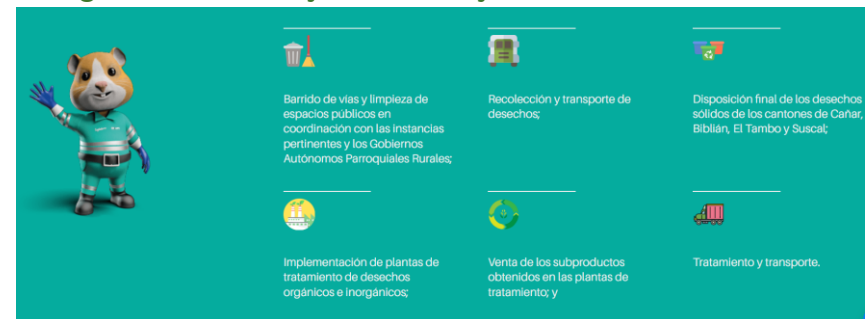 Barrido de vías y limpieza de
espacios públicos en
coordinación con las instancias
pertinentes y los Gobiernos
Autónomos Parroquiales Rurales;
Recolección y transporte de
desechos;
Disposición final de los desechos
sólidos de los cantones de Cañar,
Biblián, El Tambo y Suscal;
Implementación de plantas de
tratamiento de desechos
orgánicos e inorgánicos;
Venta de los subproductos
obtenidos en las plantas de
tratamiento; y
Tratamiento y transporte.